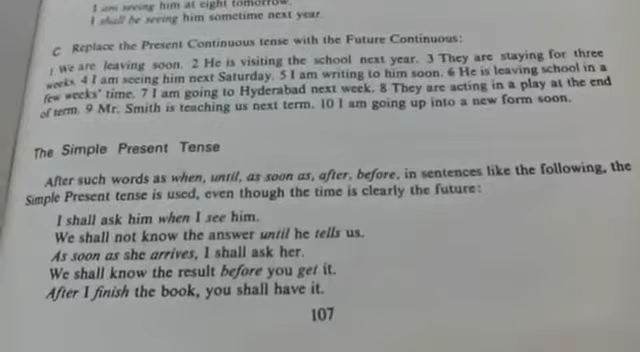 I am seeing him at eight tomorrow.
I shall be seeing him sometime next year.
C Replace the Present Continuous tense with the Future Continuous:
1 We are leaving soon. 2 He is visiting the school next year. 3 They are staying for three
weeks. 4 I am seeing him next Saturday. 5 I am writing to him soon. 6 He is leaving school in a
few weeks' time. 7 I am going to Hyderabad next week. 8 They are acting in a play at the end
of term. 9 Mr. Smith is teaching us next term. 10 I am going up into a new form soon.
The Simple Present Tense
After such words as when, until, as soon as, after, before, in sentences like the following, the
Simple Present tense is used, even though the time is clearly the future:
I shall ask him when I see him.
We shall not know the answer until he tells us.
As soon as she arrives, I shall ask her.
We shall know the result before you get it.
After I finish the book, you shall have it.
107